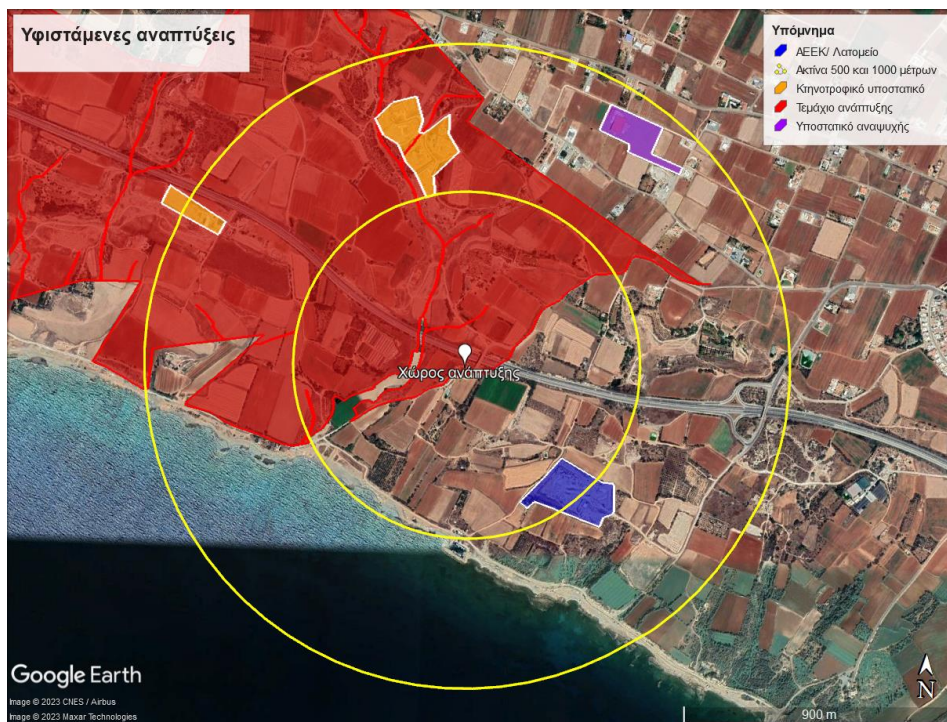 Υφιστάμενες αναπτύξεις
Υπόμνημα
ΑΕΕΚ/ Λατομείο
Ακτίνα 500 και 1000 μέτρων
Κτηνοτροφικό υποστατικό
Τεμάχιο ανάπτυξης
Υποστατικό αναψυχής
Χώρος ανάπτυξης
Google Earth
Image © 2023 CNES / Airbus
Image © 2023 Maxar Technologies
N
900 m